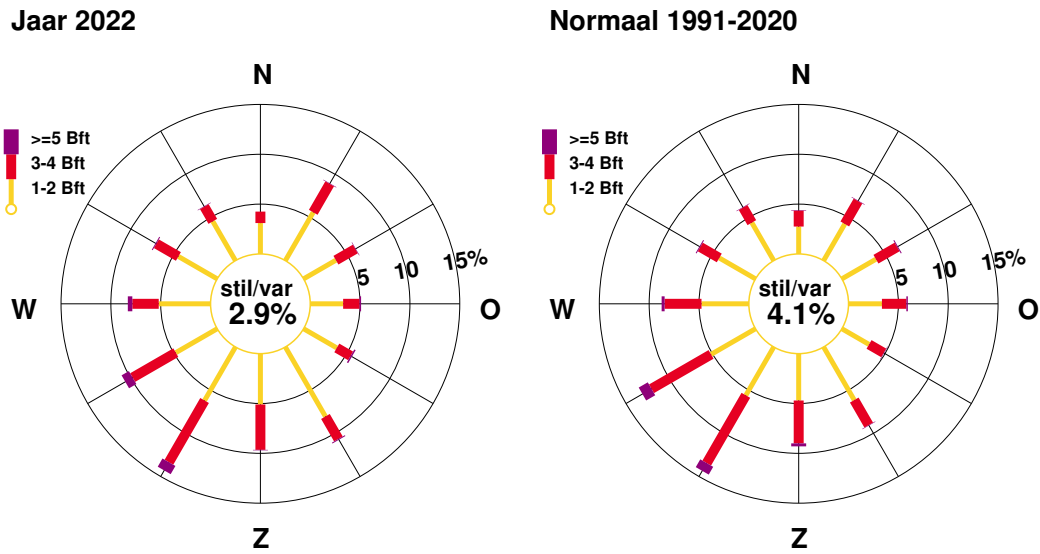 Jaar 2022
N
>=5 Bft
3-4 Bft
1-2 Bft
W
stil/var
2.9%
5
10
15%
O
Z
Normaal 1991-2020
N
>=5 Bft
3-4 Bft
1-2 Bft
W
stil/var
4.1%
5
10
15%
O
Z